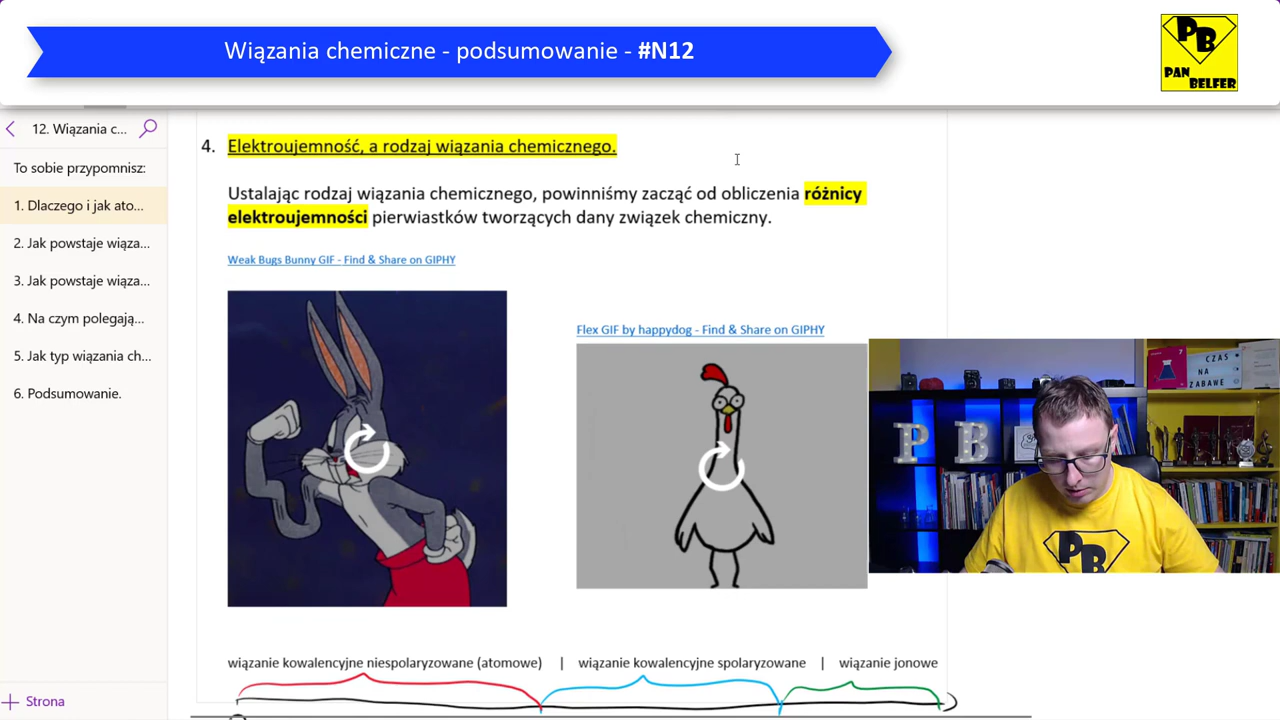 Wiązania chemiczne - podsumowanie - #N12
PB
PAN
BELFER
12. Wiązania c...
To sobie przypomnisz:
1. Dlaczego i jak ato...
2. Jak powstaje wiąza...
3. Jak powstaje wiąza...
4. Na czym polegają...
5. Jak typ wiązania ch...
6. Podsumowanie.
Strona
4. Elektroujemność, a rodzaj wiązania chemicznego.
Ustalając rodzaj wiązania chemicznego, powinniśmy zacząć od obliczenia różnicy
elektroujemności pierwiastków tworzących dany związek chemiczny.
Weak Bugs Bunny GIF - Find & Share on GIPHY
Flex GIF by happydog - Find & Share on GIPHY
CZAS
NA
ZABAWE
P B
PB
wiązanie kowalencyjne niespolaryzowane (atomowe) | wiązanie kowalencyjne spolaryzowane | wiązanie jonowe